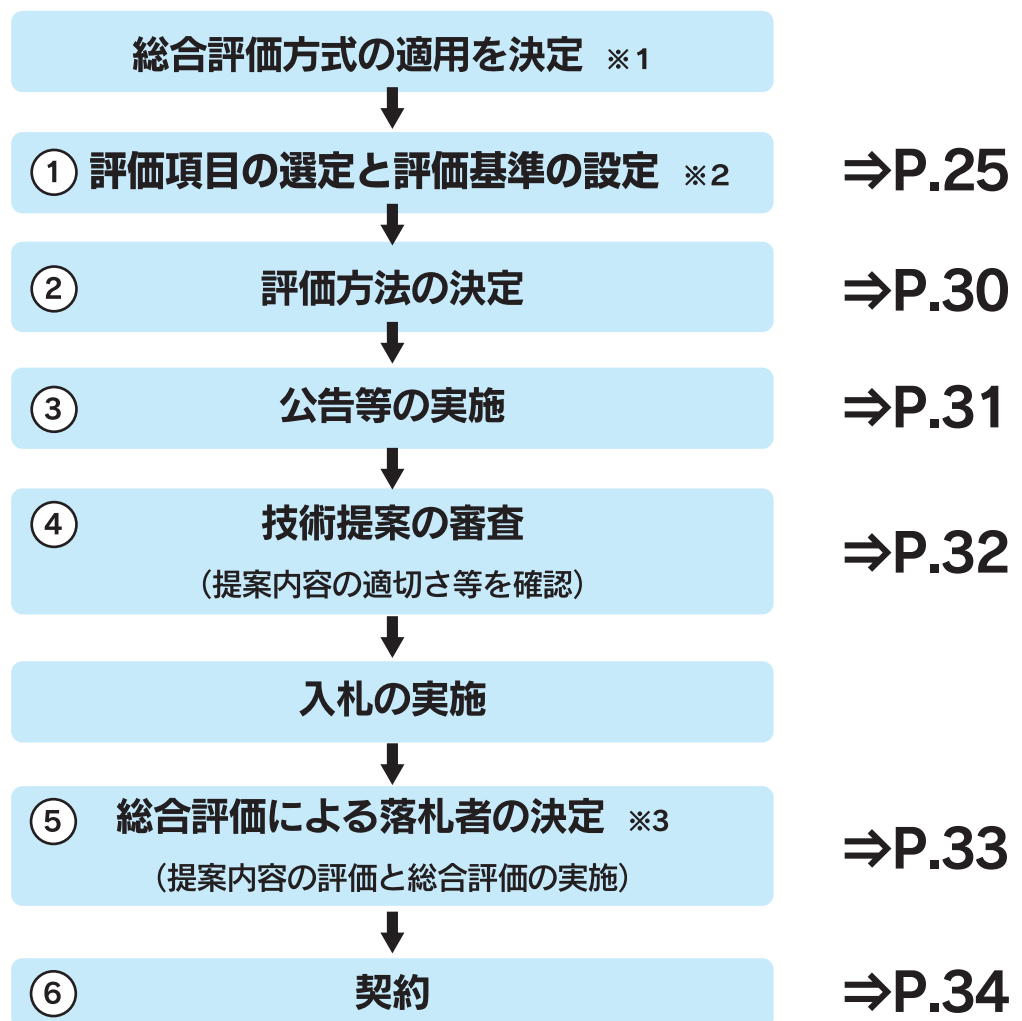 総合評価方式の適用を決定 ※1
① 評価項目の選定と評価基準の設定 ※2 ⇒P.25
② 評価方法の決定 ⇒P.30
③ 公告等の実施 ⇒P.31
④ 技術提案の審査
（提案内容の適切さ等を確認） ⇒P.32
入札の実施
⑤ 総合評価による落札者の決定 ※3
（提案内容の評価と総合評価の実施） ⇒P.33
⑥ 契約 ⇒P.34